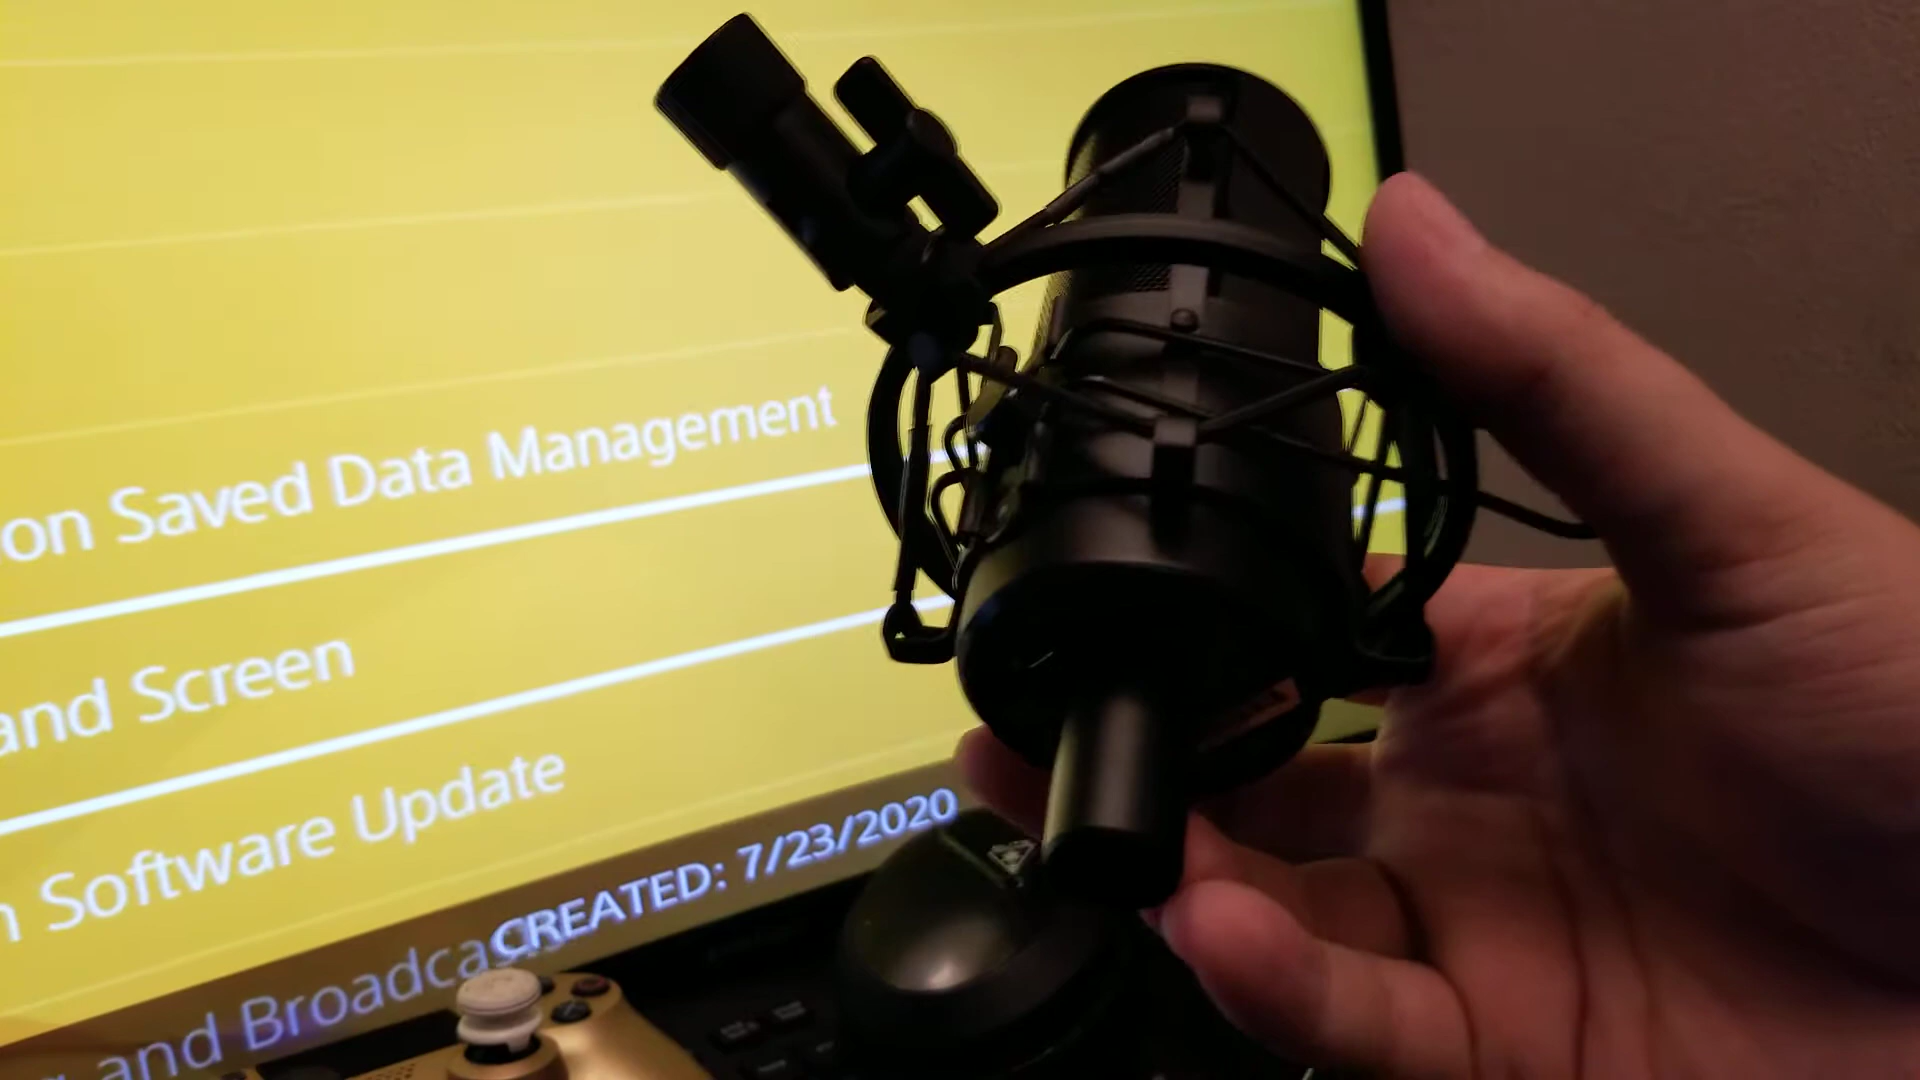 on Saved Data Management
and Screen
Software Update
CREATED: 7/23/2020
and Broadcas